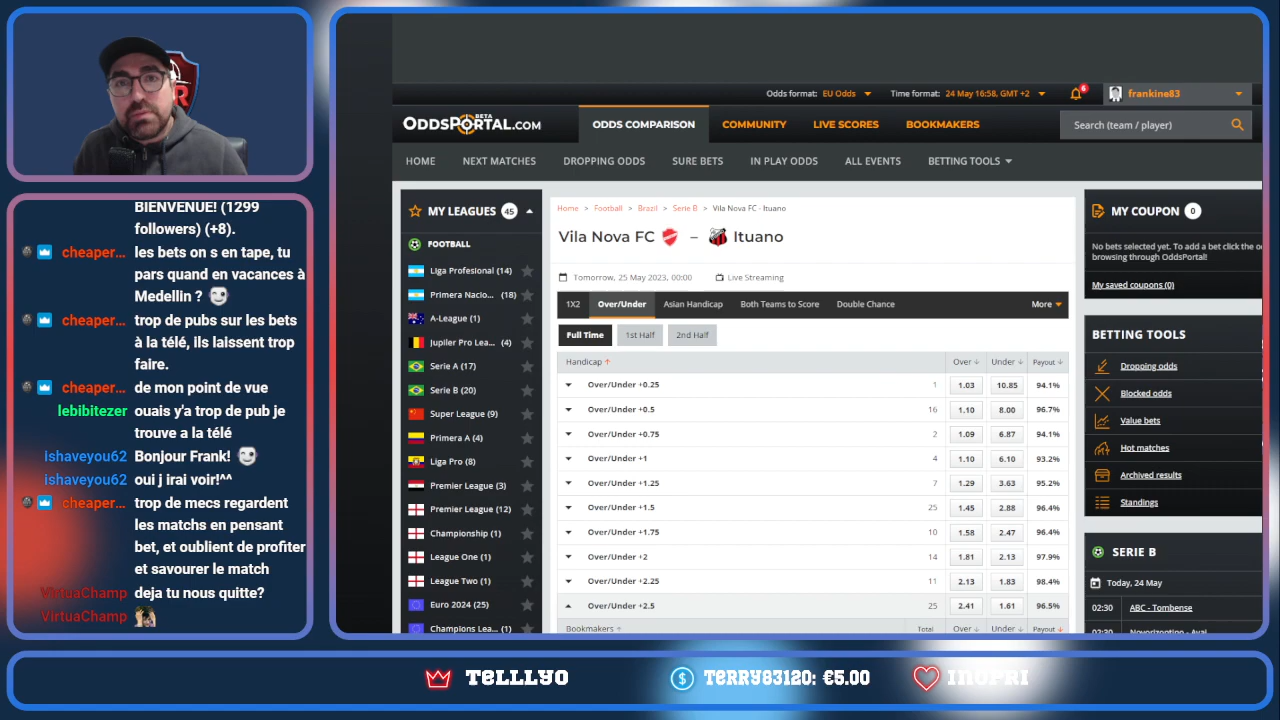 BIENVENUE! (1299
followers) (+8).
cheaper... les bets on s en tape, tu
pars quand en vacances à
Medellin ?
cheaper... trop de pubs sur les bets
à la télé, ils laissent trop
faire.
cheaper... de mon point de vue
lebibitezer ouais y'a trop de pub je
trouve a la télé
Ishaveyou62 Bonjour Frank!
Ishaveyou62 oui j irai voir!^^
cheaper... trop de mecs regardent
les matchs en pensant
bet, et oublient de profiter
et savourer le match
VirtuaChamp deja tu nous quitte?
VirtuaChamp
Odds format: EU Odds Time format: 24 May 16:58, GMT +2 6 frankine83
BETA
ODDSPORTAL.COM ODDS COMPARISON COMMUNITY LIVE SCORES BOOKMAKERS Search (team / player)
HOME NEXT MATCHES DROPPING ODDS SURE BETS IN PLAY ODDS ALL EVENTS BETTING TOOLS
MY LEAGUES 45
FOOTBALL
Liga Profesional (14)
Primera Nacio... (18)
A-League (1)
Jupiler Pro Lea... (4)
Serie A (17)
Serie B (20)
Super League (9)
Primera A (4)
Liga Pro (8)
Premier League (3)
Premier League (12)
Championship (1)
League One (1)
League Two (1)
Euro 2024 (25)
Champions Lea... (1)
Home > Football > Brazil > Serie B > Vila Nova FC - Ituano
Vila Nova FC – Ituano
Tomorrow, 25 May 2023, 00:00 Live Streaming
1X2 Over/Under Asian Handicap Both Teams to Score Double Chance More
Full Time 1st Half 2nd Half
Handicap Over Under Payout
Over/Under +0.25 1 1.03 10.85 94.1%
Over/Under +0.5 16 1.10 8.00 96.7%
Over/Under +0.75 2 1.09 6.87 94.1%
Over/Under +1 4 1.10 6.10 93.2%
Over/Under +1.25 7 1.29 3.63 95.2%
Over/Under +1.5 25 1.45 2.88 96.4%
Over/Under +1.75 10 1.58 2.47 96.4%
Over/Under +2 14 1.81 2.13 97.9%
Over/Under +2.25 11 2.13 1.83 98.4%
Over/Under +2.5 25 2.41 1.61 96.5%
Bookmakers Total Over Under Payout
MY COUPON 0
No bets selected yet. To add a bet click the o
browsing through OddsPortal!
My saved coupons (0)
BETTING TOOLS
Dropping odds
Blocked odds
Value bets
Hot matches
Archived results
Standings
SERIE B
Today, 24 May
02:30 ABC - Tombense
02:30 Novorizontino - Avai
TELLLYO TERRY83120: €5.00 INOPRI